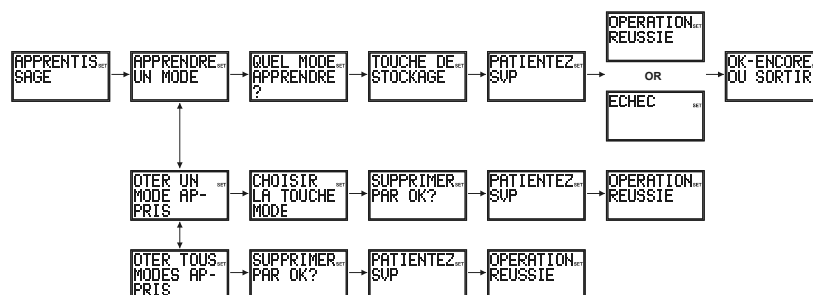 APPRENTIS SET
SAGE
APPRENDRE SET
UN MODE
QUEL MODE SET
APPRENDRE
?
TOUCHE DE SET
STOCKAGE
PATIENTEZ SET
SVP
OPERATION SET
REUSSIE
OR
ECHEC SET
OK-ENCORE SET
OU SORTIR
OTER UN SET
MODE AP-
PRIS
CHOISIR SET
LA TOUCHE
MODE
SUPPRIMER SET
PAR OK?
PATIENTEZ SET
SVP
OPERATION SET
REUSSIE
OTER TOUS SET
MODES AP-
PRIS
SUPPRIMER SET
PAR OK?
PATIENTEZ SET
SVP
OPERATION SET
REUSSIE